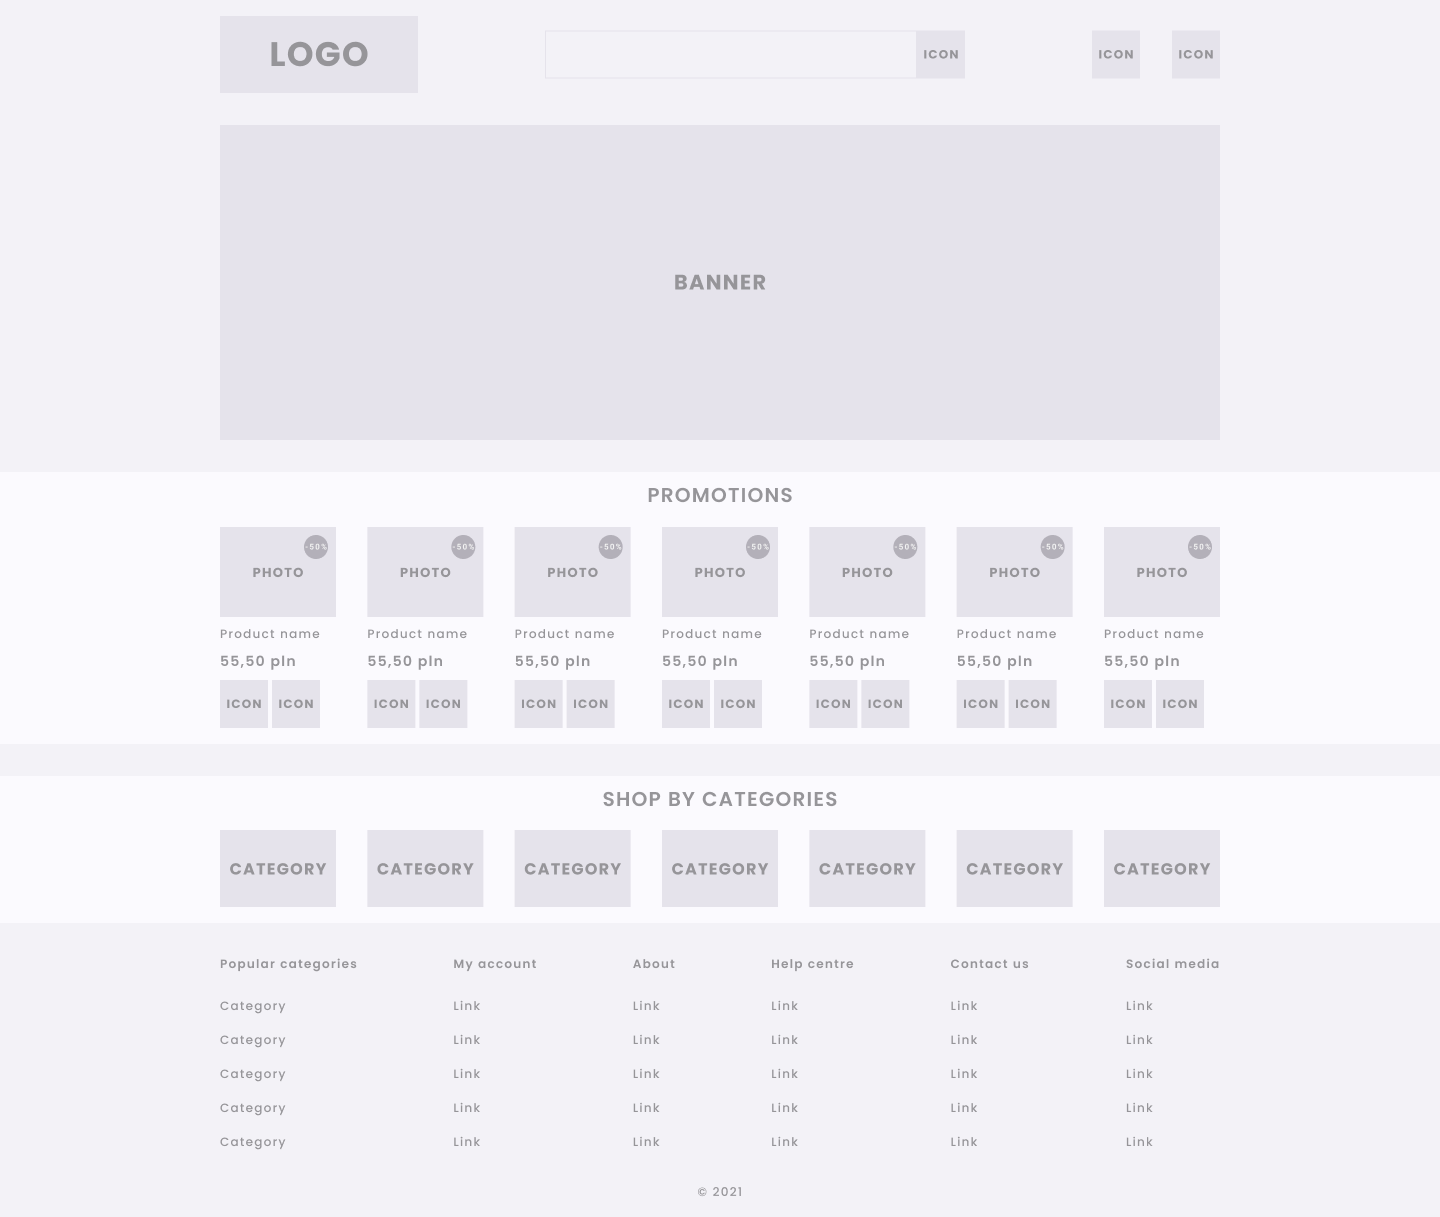 LOGO
ICON
ICON ICON
BANNER
PROMOTIONS
-50% -50% -50% -50% -50% -50% -50%
PHOTO PHOTO PHOTO PHOTO PHOTO PHOTO PHOTO
Product name Product name Product name Product name Product name Product name Product name
55,50 pln 55,50 pln 55,50 pln 55,50 pln 55,50 pln 55,50 pln 55,50 pln
ICON ICON ICON ICON ICON ICON ICON ICON ICON ICON ICON ICON ICON ICON
SHOP BY CATEGORIES
CATEGORY CATEGORY CATEGORY CATEGORY CATEGORY CATEGORY CATEGORY
Popular categories My account About Help centre Contact us Social media
Category Link Link Link Link Link
Category Link Link Link Link Link
Category Link Link Link Link Link
Category Link Link Link Link Link
Category Link Link Link Link Link
© 2021